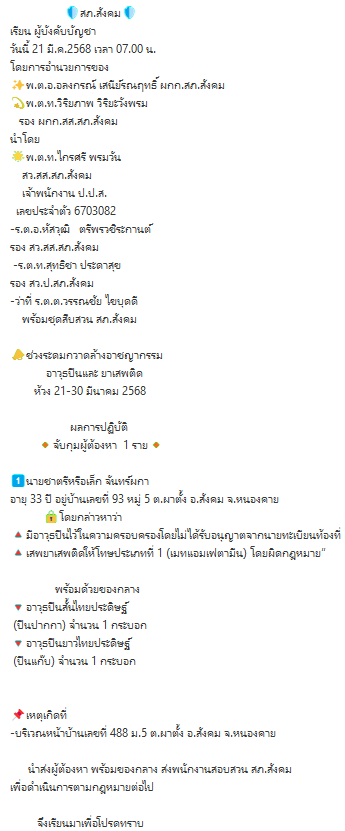 🛡️สภ.สังคม🛡️
เรียน ผู้บังคับบัญชา
วันนี้ 21 มี.ค.2568 เวลา 07.00 น.
โดยการอำนวยการของ
✨พ.ต.อ.อลงกรณ์ เสนีย์รณฤทธิ์ ผกก.สภ.สังคม
💫พ.ต.ท.วิริยภาพ วิริยะวังพรม
รอง ผกก.สส.สภ.สังคม
นำโดย
🌟พ.ต.ท.ไกรศรี พรมวัน
สว.สส.สภ.สังคม
เจ้าพนักงาน ป.ป.ส.
เลขประจำตัว 6703082
-ร.ต.อ.หัสวุฒิ ตรีพรวชิระกานต์
รอง สว.สส.สภ.สังคม
-ร.ต.ท.สุทธิชา ประดาสุข
รอง สว.ป.สภ.สังคม
-ว่าที่ ร.ต.ต.วรรณชัย ไขบุดดี
พร้อมชุดสืบสวน สภ.สังคม
📣ช่วงระดมกวาดล้างอาชญากรรม
อาวุธปืนและ ยาเสพติด
ห้วง 21-30 มีนาคม 2568
ผลการปฏิบัติ
🔸จับกุมผู้ต้องหา 1 ราย🔸
1️⃣นายชาตรีหรือเล็ก จันทร์ผกา
อายุ 33 ปี อยู่บ้านเลขที่ 93 หมู่ 5 ต.ผาตั้ง อ.สังคม จ.หนองคาย
🔒โดยกล่าวหาว่า
🔺มีอาวุธปืนไว้ในความครอบครองโดยไม่ได้รับอนุญาตจากนายทะเบียนท้องที่
🔺เสพยาเสพติดให้โทษประเภทที่ 1 (เมทแอมเฟตามีน) โดยผิดกฎหมาย”
พร้อมด้วยของกลาง
🔻อาวุธปืนสั้นไทยประดิษฐ์
(ปืนปากกา) จำนวน 1 กระบอก
🔻อาวุธปืนยาวไทยประดิษฐ์
(ปืนแก๊บ) จำนวน 1 กระบอก
📌เหตุเกิดที่
-บริเวณหน้าบ้านเลขที่ 488 ม.5 ต.ผาตั้ง อ.สังคม จ.หนองคาย
นำส่งผู้ต้องหา พร้อมของกลาง ส่งพนักงานสอบสวน สภ.สังคม
เพื่อดำเนินการตามกฎหมายต่อไป
จึงเรียนมาเพื่อโปรดทราบ